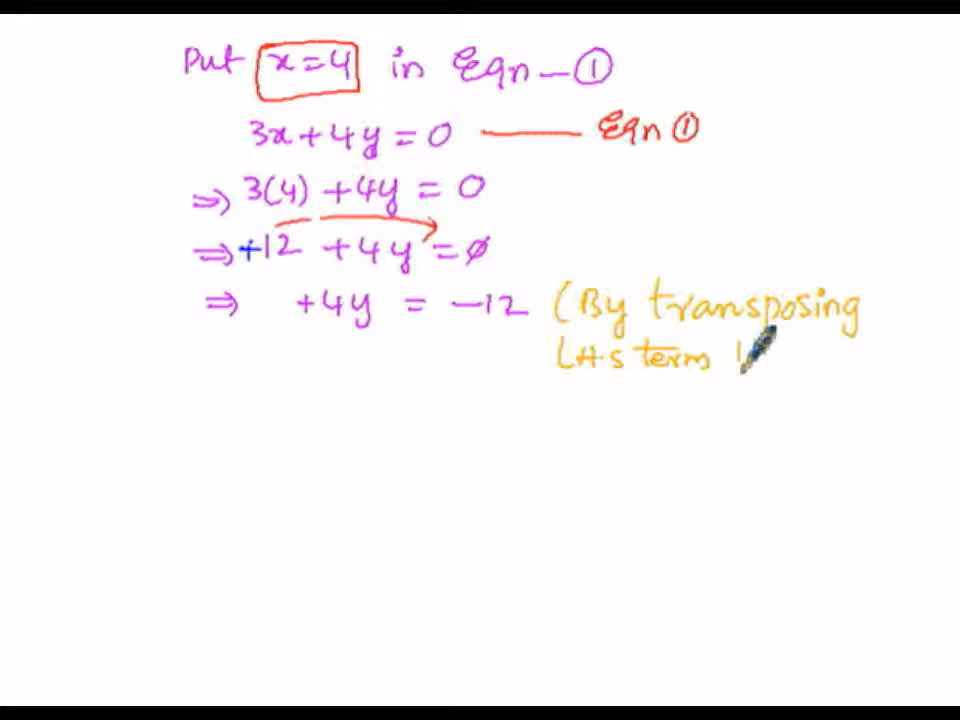 Put x=4 in Eqn – ①
3x + 4y = 0 —— Eqn ①
⇒ 3(4) + 4y = 0
⇒ +12 + 4y = 0
⇒ +4y = –12 (By transposing
LHS term